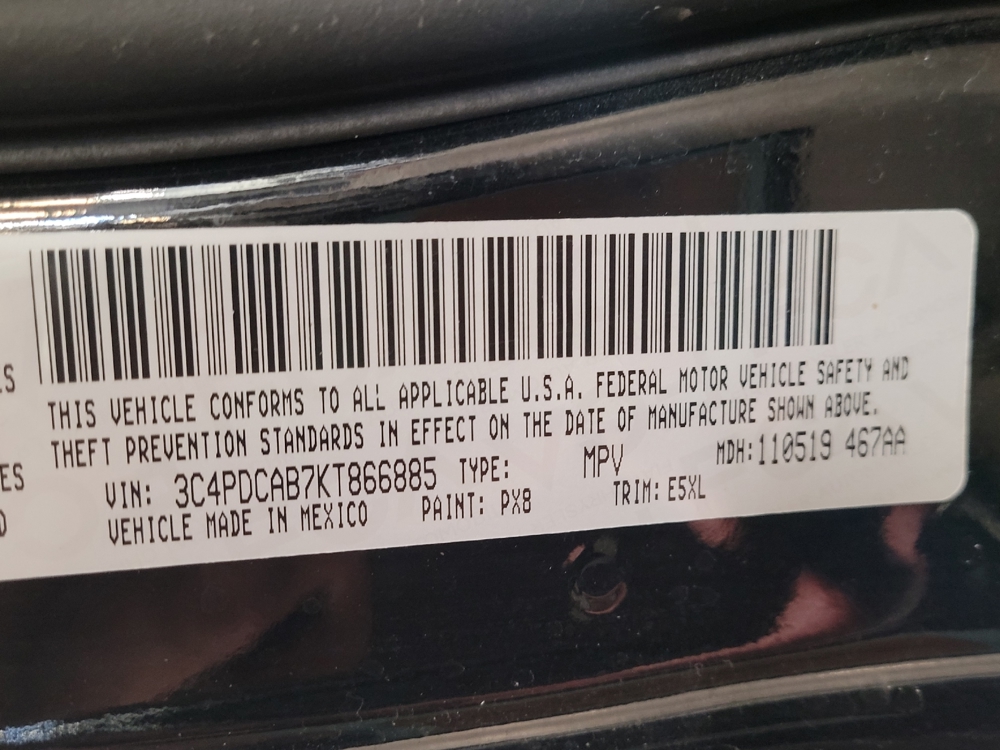 THIS VEHICLE CONFORMS TO ALL APPLICABLE U.S.A. FEDERAL MOTOR VEHICLE SAFETY AND
THEFT PREVENTION STANDARDS IN EFFECT ON THE DATE OF MANUFACTURE SHOWN ABOVE.
VIN: 3C4PDCAB7KT866885 TYPE: MPV MDH:110519 467AA
VEHICLE MADE IN MEXICO PAINT: PX8 TRIM: E5XL